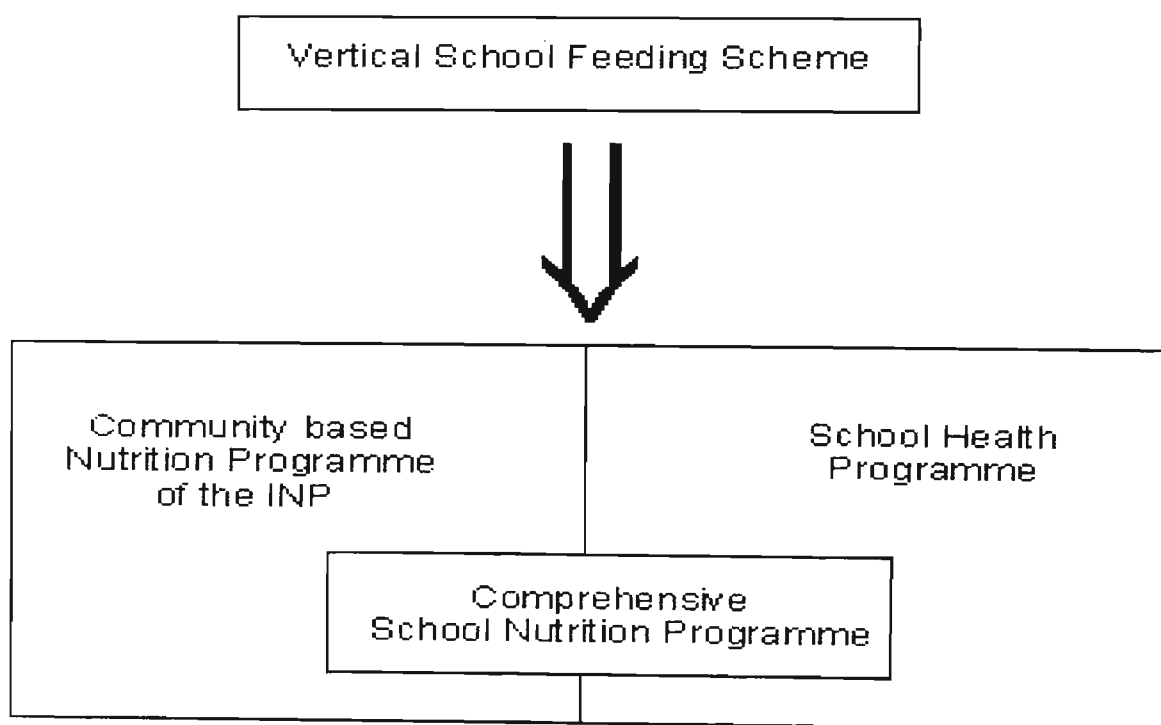 Vertical School Feeding Scheme
Community based
Nutrition Programme
of the INP
School Health
Programme
Comprehensive
School Nutrition Programme